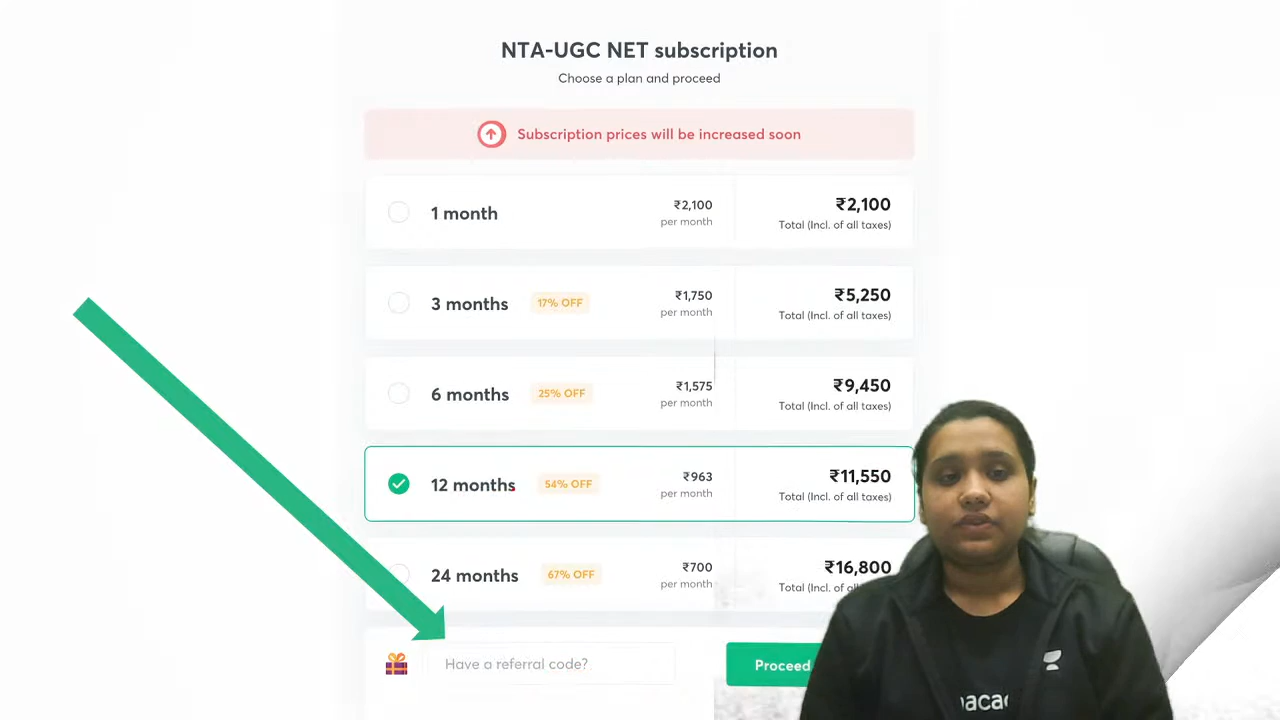 NTA-UGC NET subscription
Choose a plan and proceed
Subscription prices will be increased soon
1 month
₹2,100
per month
₹2,100
Total (Incl. of all taxes)
3 months
17% OFF
₹1,750
per month
₹5,250
Total (Incl. of all taxes)
6 months
25% OFF
₹1,575
per month
₹9,450
Total (Incl. of all taxes)
12 months
54% OFF
₹963
per month
₹11,550
Total (Incl. of all taxes)
24 months
67% OFF
₹700
per month
₹16,800
Total (Incl. of
Have a referral code?
Proceed